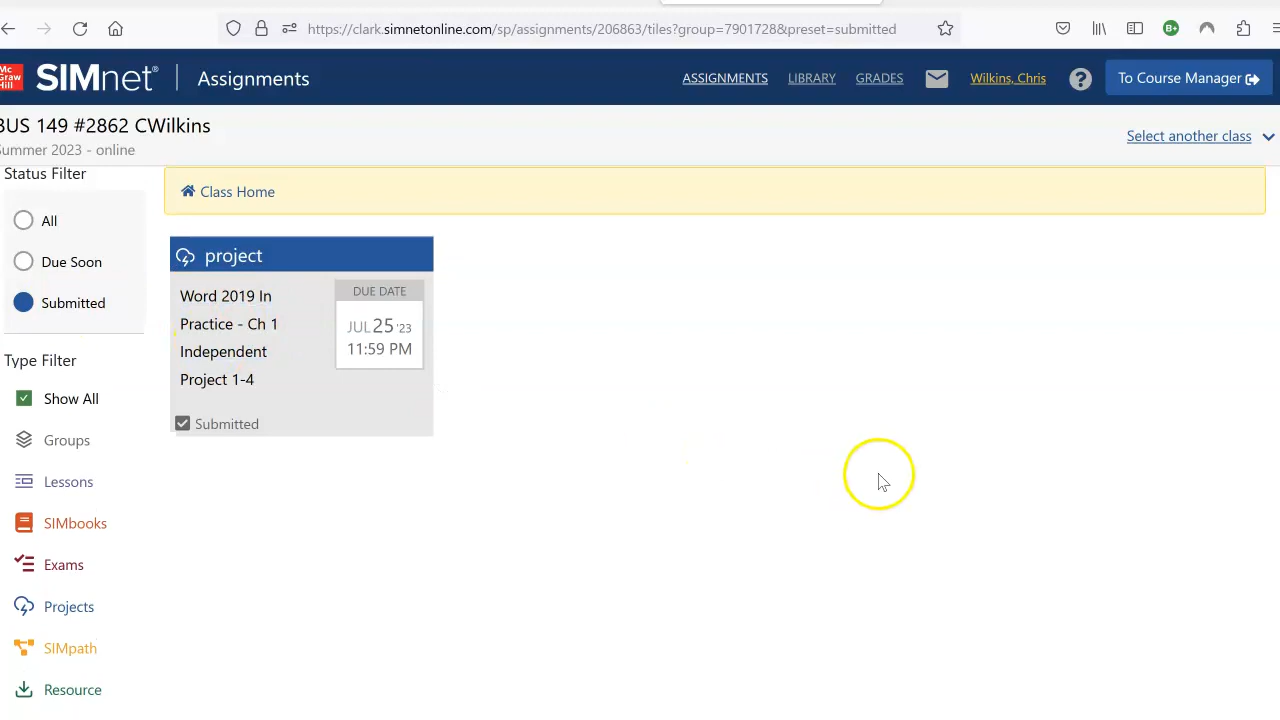 https://clark.simnetonline.com/sp/assignments/206863/tiles?group=7901728&preset=submitted
B+
Mc Graw Hill
SIMnet® Assignments ASSIGNMENTS LIBRARY GRADES Wilkins, Chris ? To Course Manager
BUS 149 #2862 CWilkins
Summer 2023 - online
Select another class
Status Filter
All
Due Soon
Submitted
Type Filter
Show All
Groups
Lessons
SIMbooks
Exams
Projects
SIMpath
Resource
Class Home
project
Word 2019 In
Practice - Ch 1
Independent
Project 1-4
DUE DATE
JUL 25 '23
11:59 PM
Submitted